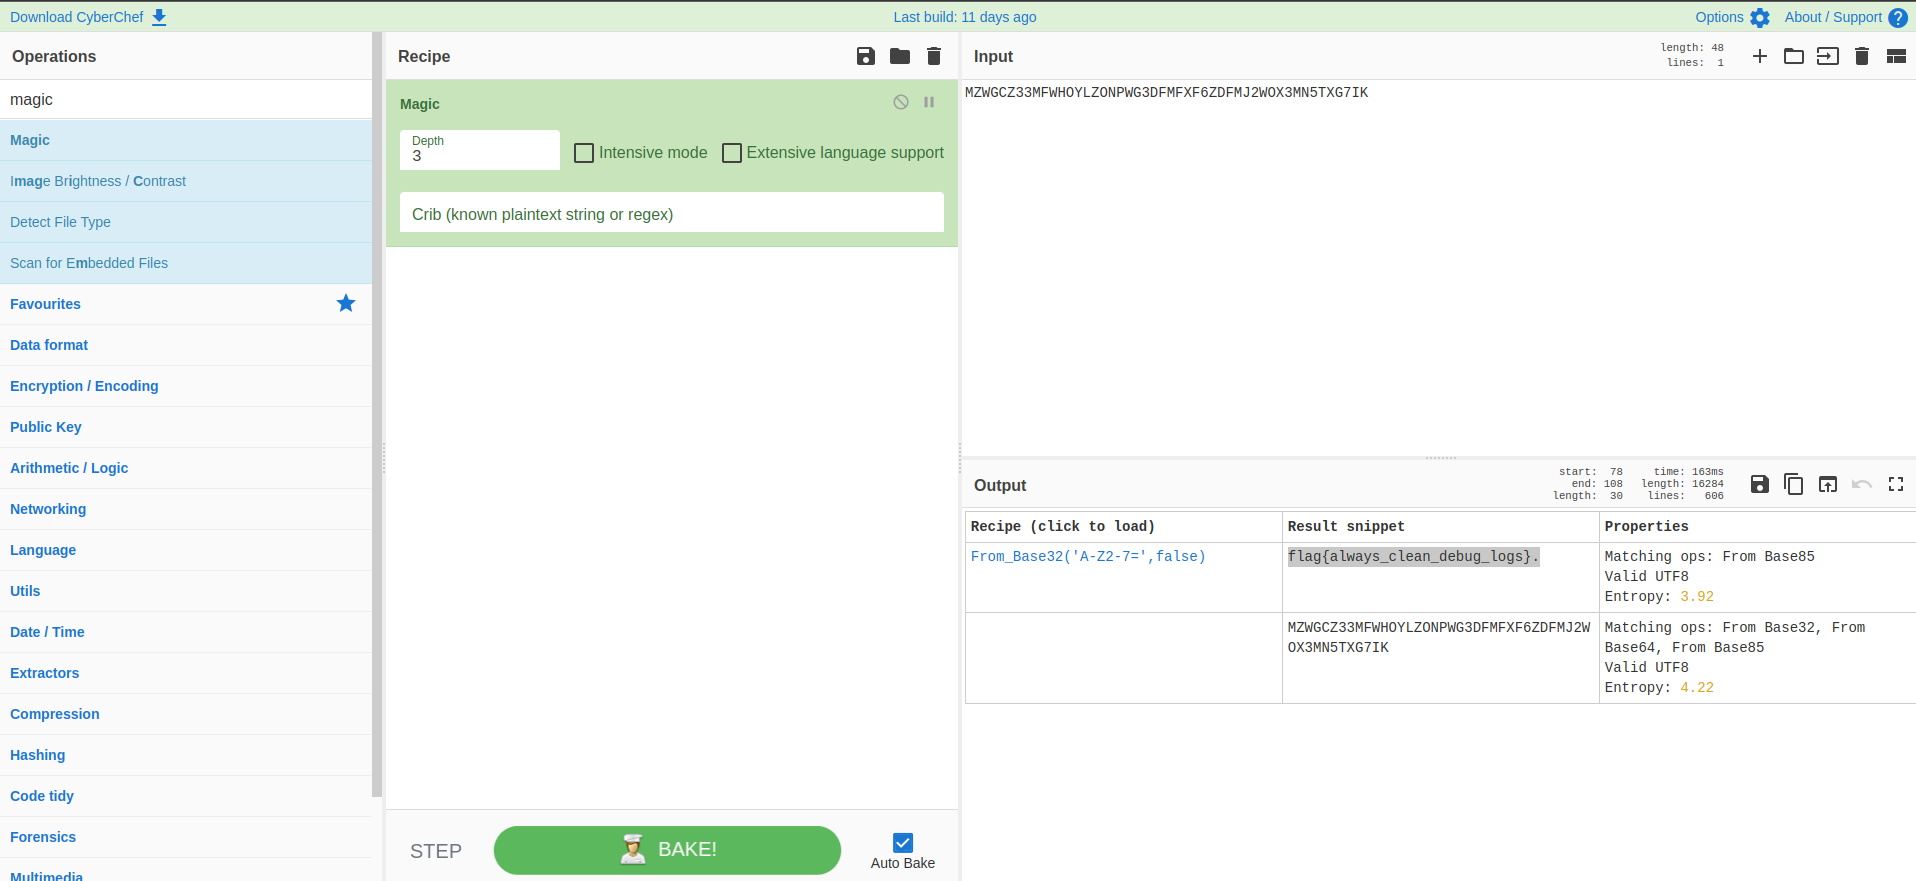 Download CyberChef
Last build: 11 days ago
Options
About / Support
Operations
magic
Magic
Image Brightness / Contrast
Detect File Type
Scan for Embedded Files
Favourites
Data format
Encryption / Encoding
Public Key
Arithmetic / Logic
Networking
Language
Utils
Date / Time
Extractors
Compression
Hashing
Code tidy
Forensics
Multimedia
Recipe
Magic
Depth
3
Intensive mode
Extensive language support
Crib (known plaintext string or regex)
STEP
BAKE!
Auto Bake
Input
length: 48
lines: 1
MZWGCZ33MFWHOYLZONPWG3DFMFXF6ZDFMJ2WOX3MN5TXG7IK
Output
start: 78
end: 108
length: 30
time: 163ms
length: 16284
lines: 606
Recipe (click to load)
Result snippet
Properties
From_Base32('A-Z2-7=',false)
flag{always_clean_debug_logs}.
Matching ops: From Base85
Valid UTF8
Entropy: 3.92
MZWGCZ33MFWHOYLZONPWG3DFMFXF6ZDFMJ2W
OX3MN5TXG7IK
Matching ops: From Base32, From
Base64, From Base85
Valid UTF8
Entropy: 4.22